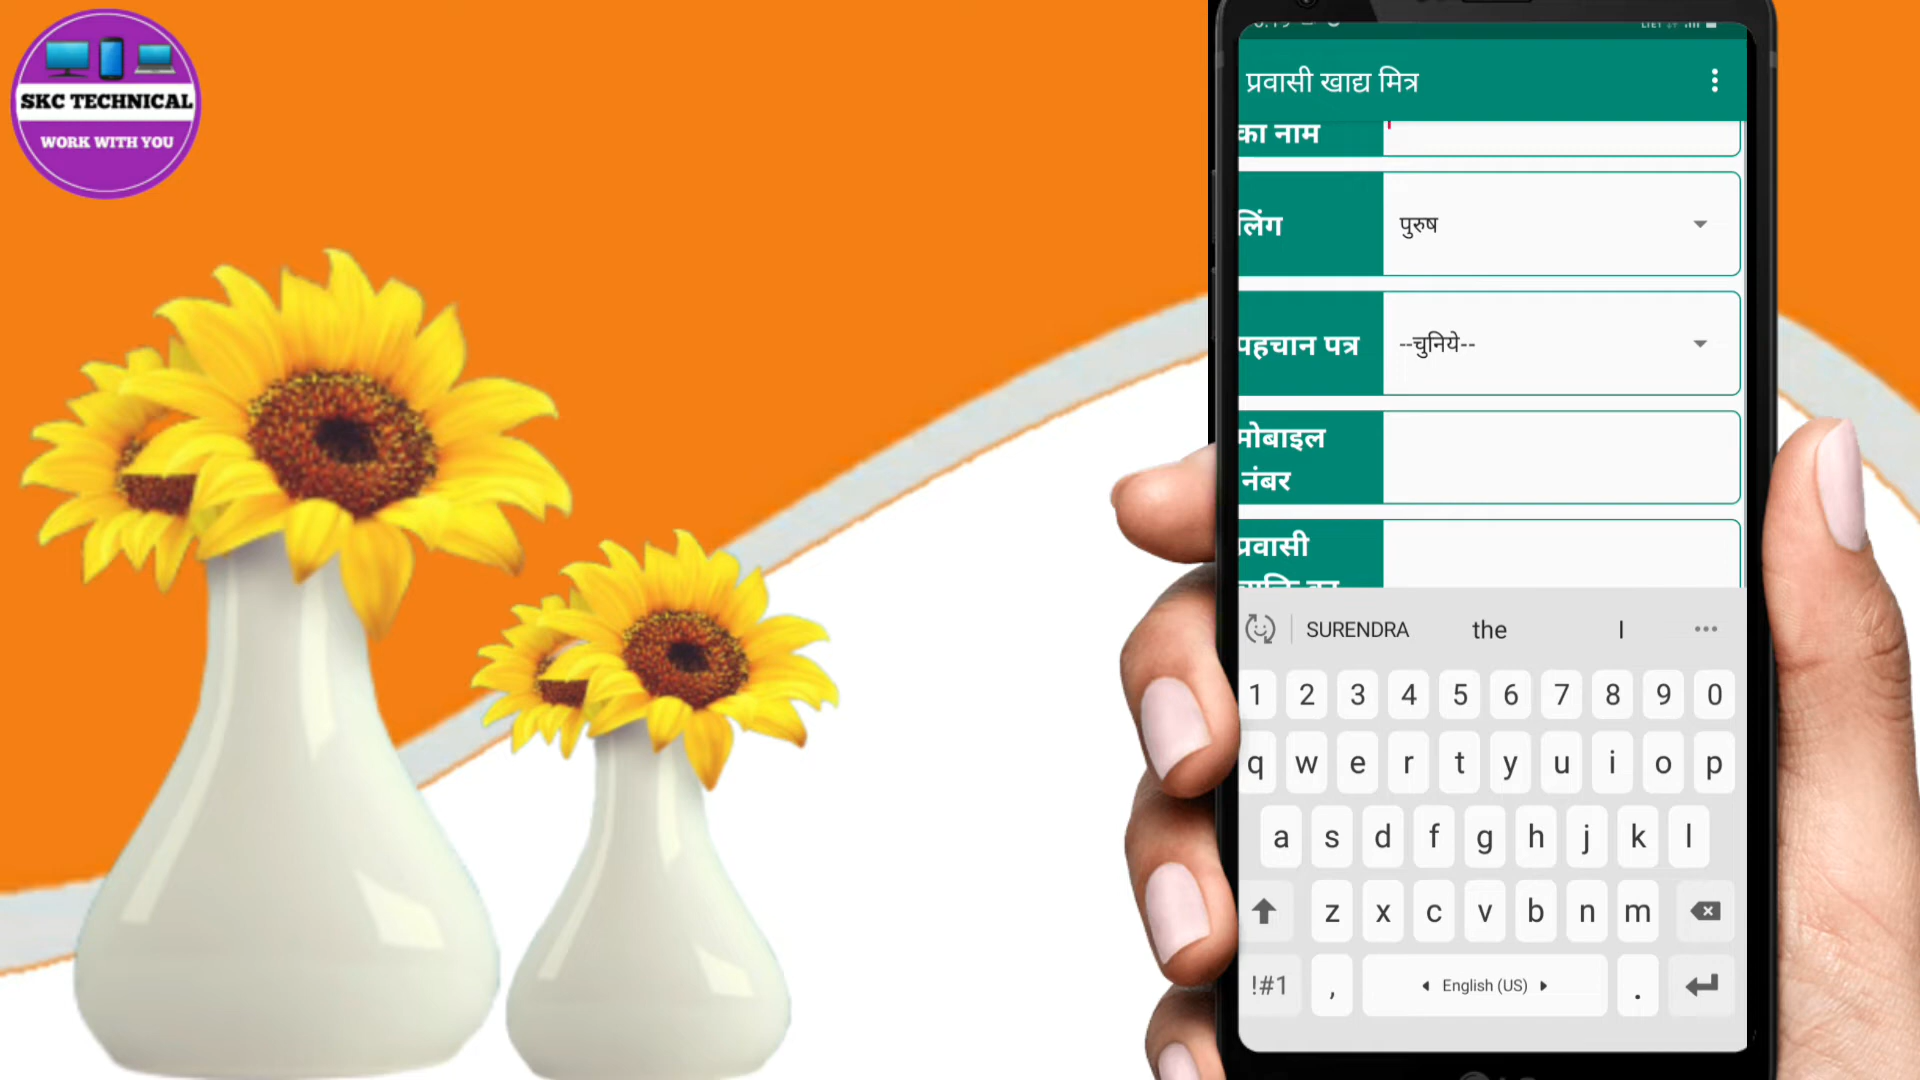 SKC TECHNICAL
WORK WITH YOU
प्रवासी खाद्य मित्र
का नाम
लिंग
पुरुष
पहचान पत्र
--चुनिये--
मोबाइल
नंबर
प्रवासी
SURENDRA the I
1 2 3 4 5 6 7 8 9 0
q w e r t y u i o p
a s d f g h j k l
z x c v b n m
!#1 , English (US) .